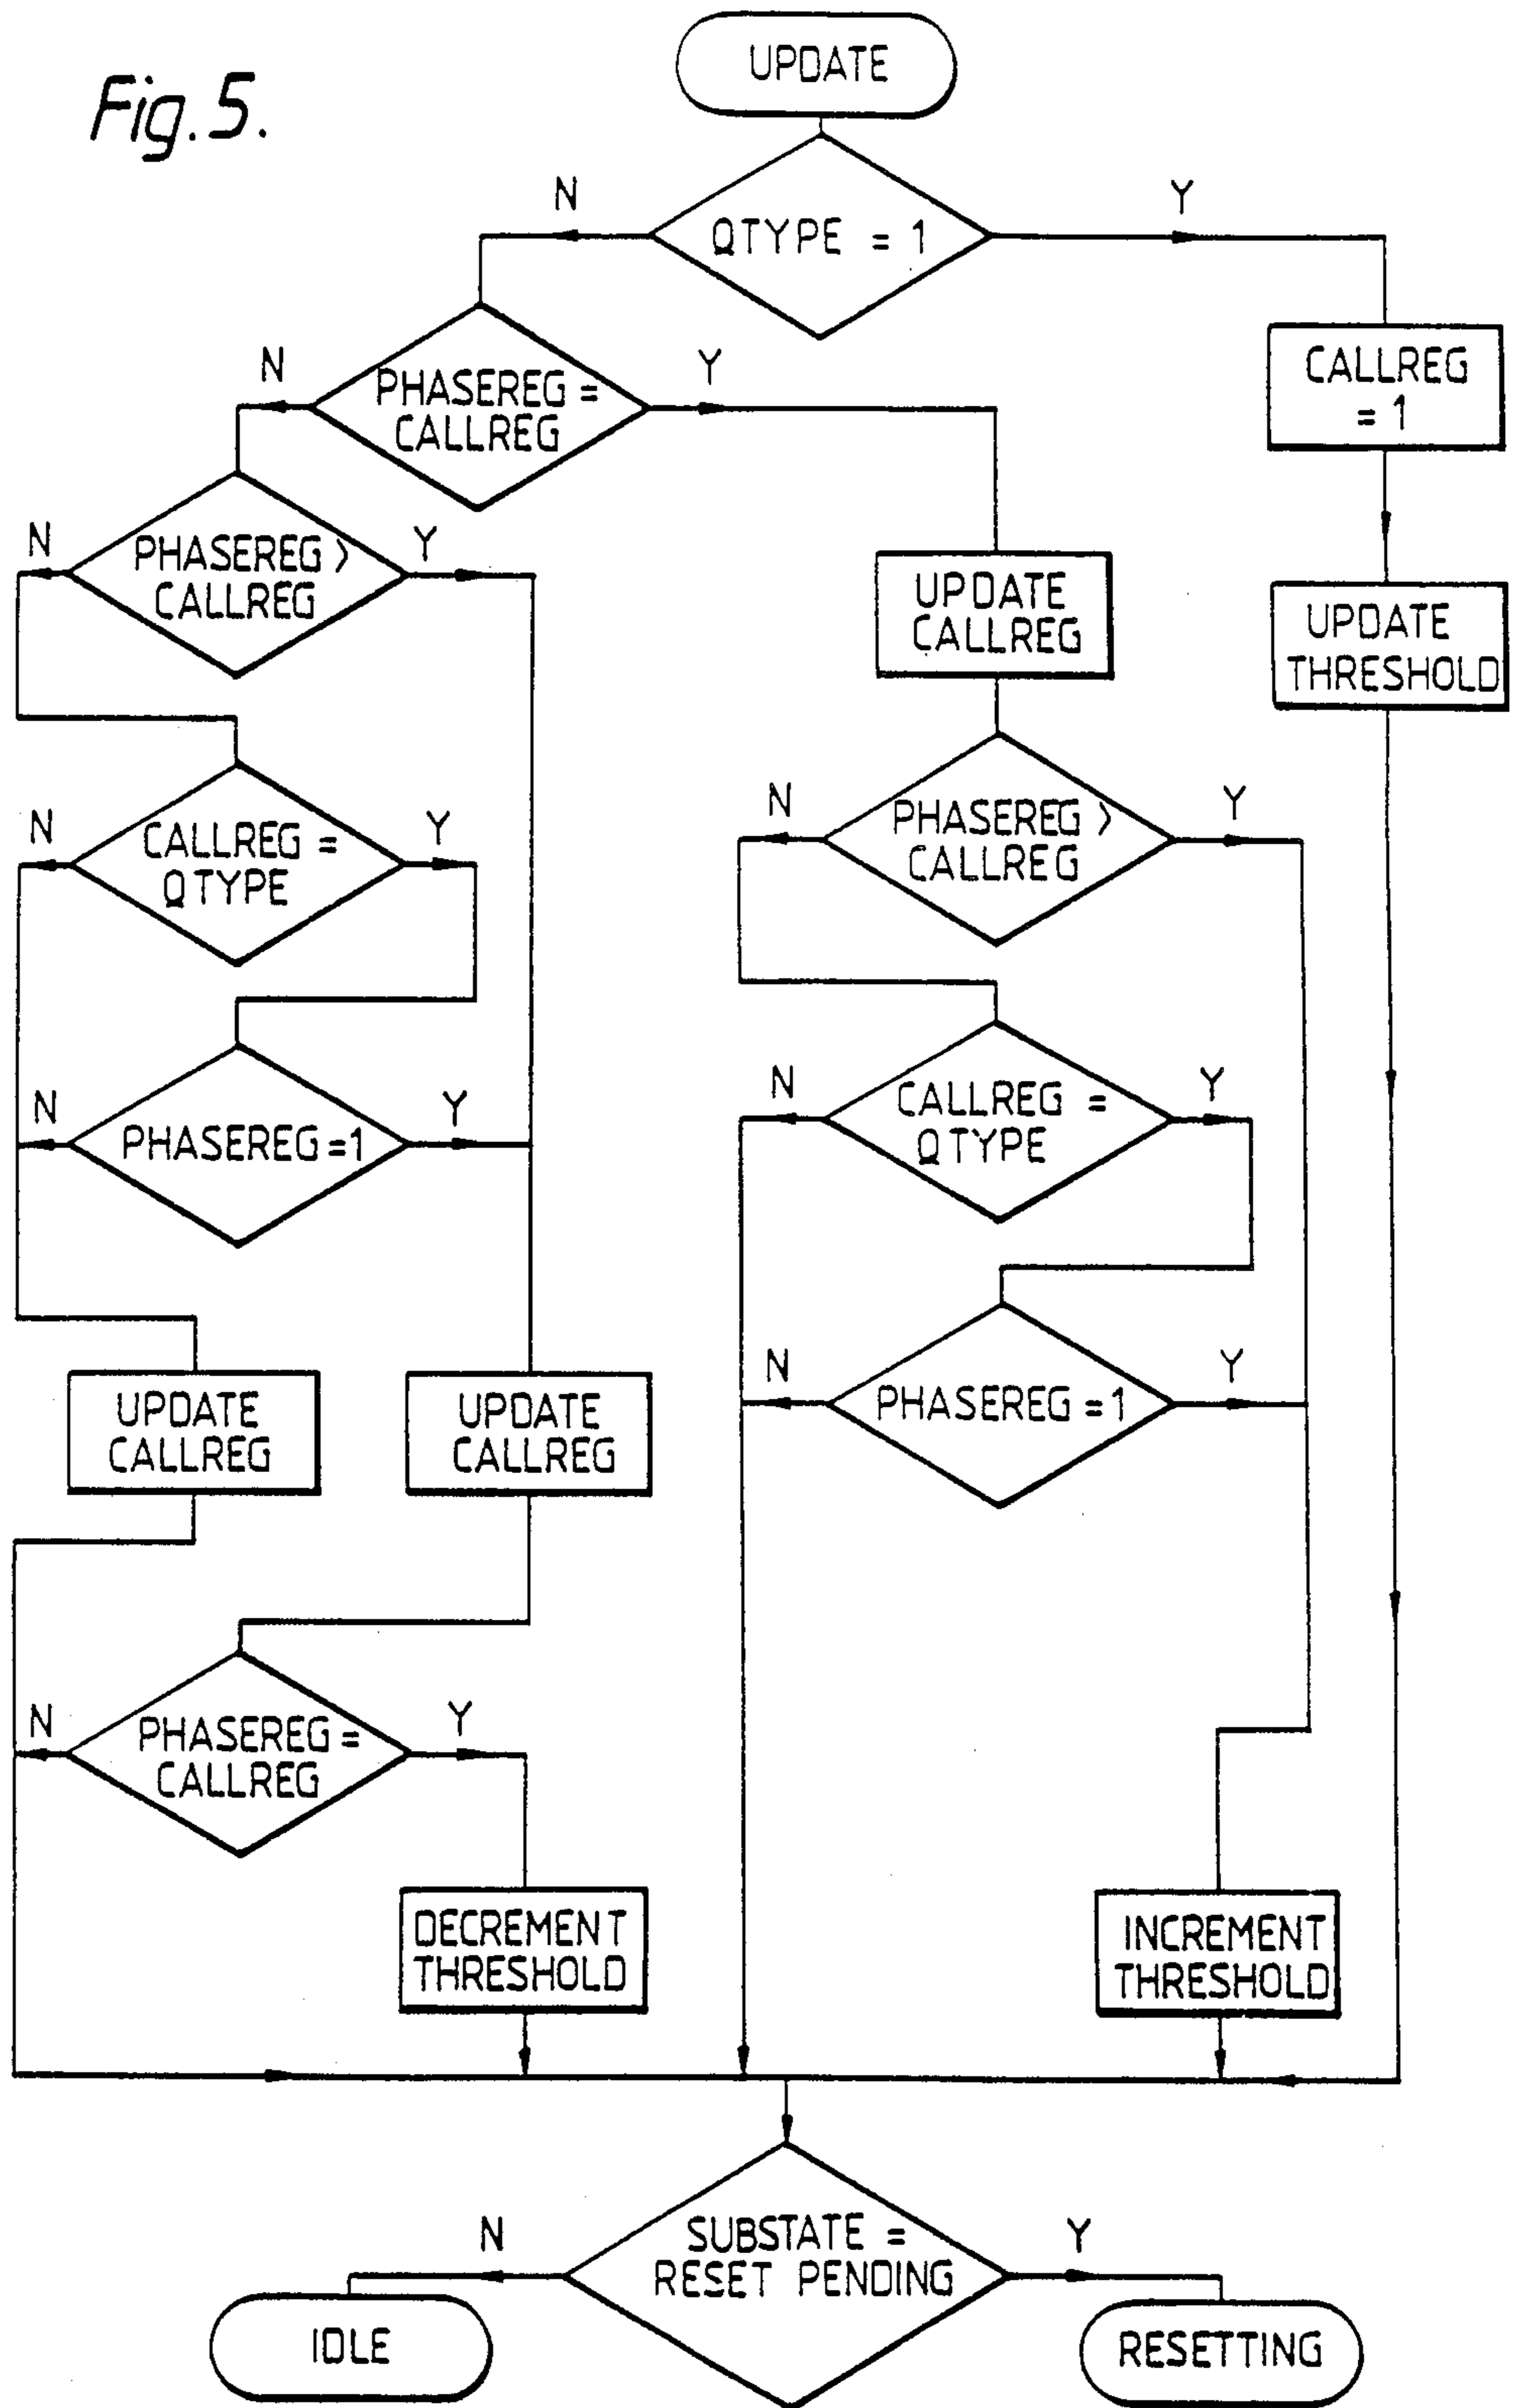 Fig. 5.
UPDATE
N
Y
QTYPE = 1
N
PHASEREG =
CALLREG
Y
CALLREG
= 1
N
PHASEREG >
CALLREG
Y
UPDATE
CALLREG
UPDATE
THRESHOLD
N
CALLREG =
QTYPE
Y
N
PHASEREG >
CALLREG
Y
N
PHASEREG =1
Y
N
CALLREG =
QTYPE
Y
UPDATE
CALLREG
UPDATE
CALLREG
N
PHASEREG =1
Y
N
PHASEREG =
CALLREG
Y
DECREMENT
THRESHOLD
INCREMENT
THRESHOLD
N
SUBSTATE =
RESET PENDING
Y
IDLE
RESETTING